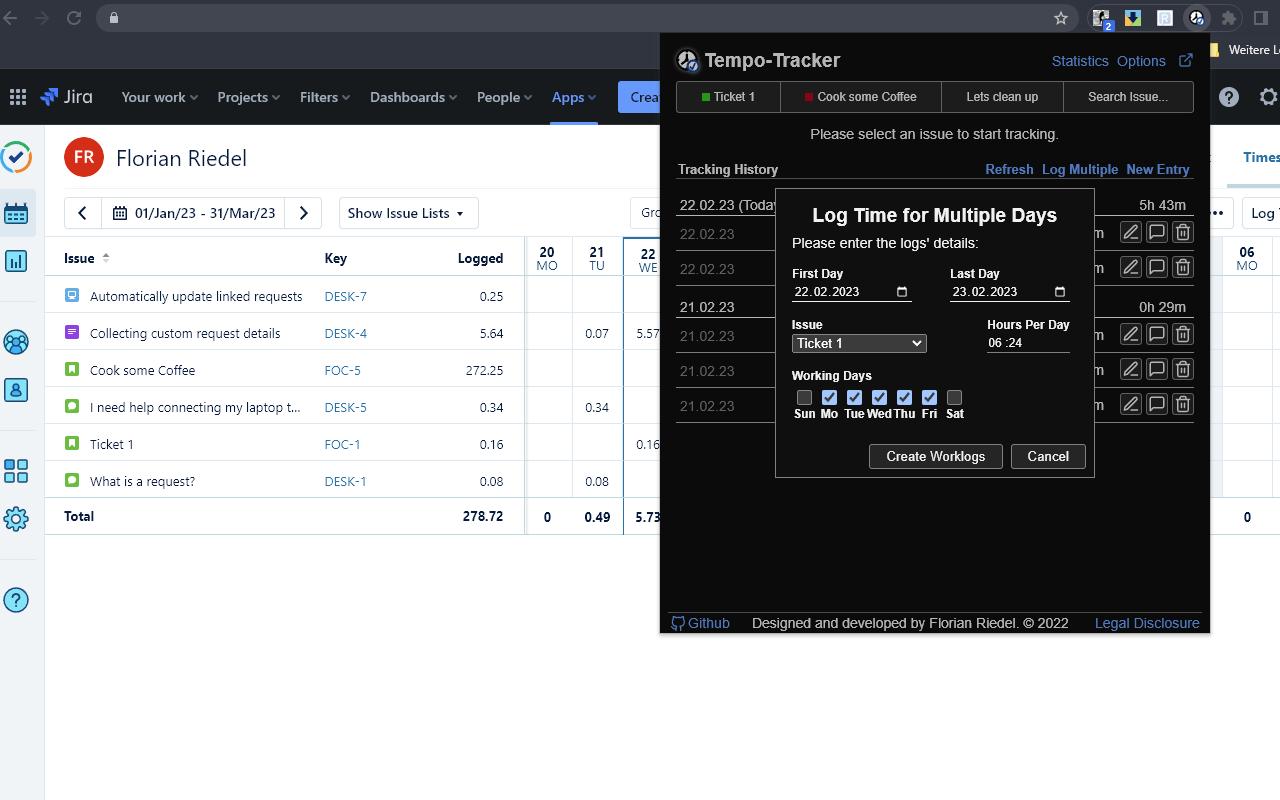 2
Weitere Le
Jira
Your work
Projects
Filters
Dashboards
People
Apps
Crea
FR
Florian Riedel
Times
01/Jan/23 - 31/Mar/23
Show Issue Lists
Gro
Log T
Issue
Key
Logged
20
MO
21
TU
22
WE
06
MO
Automatically update linked requests
DESK-7
0.25
Collecting custom request details
DESK-4
5.64
0.07
5.57
Cook some Coffee
FOC-5
272.25
I need help connecting my laptop t...
DESK-5
0.34
0.34
Ticket 1
FOC-1
0.16
0.16
What is a request?
DESK-1
0.08
0.08
Total
278.72
0
0.49
5.73
0
Tempo-Tracker
Statistics
Options
Ticket 1
Cook some Coffee
Lets clean up
Search Issue...
Please select an issue to start tracking.
Tracking History
Refresh
Log Multiple
New Entry
22.02.23 (Today
5h 43m
22.02.23
m
22.02.23
m
21.02.23
0h 29m
21.02.23
m
21.02.23
m
21.02.23
m
Log Time for Multiple Days
Please enter the logs' details:
First Day
Last Day
22.02.2023
23.02.2023
Issue
Hours Per Day
Ticket 1
06 :24
Working Days
Sun Mo Tue Wed Thu Fri Sat
Create Worklogs
Cancel
Github
Designed and developed by Florian Riedel. © 2022
Legal Disclosure